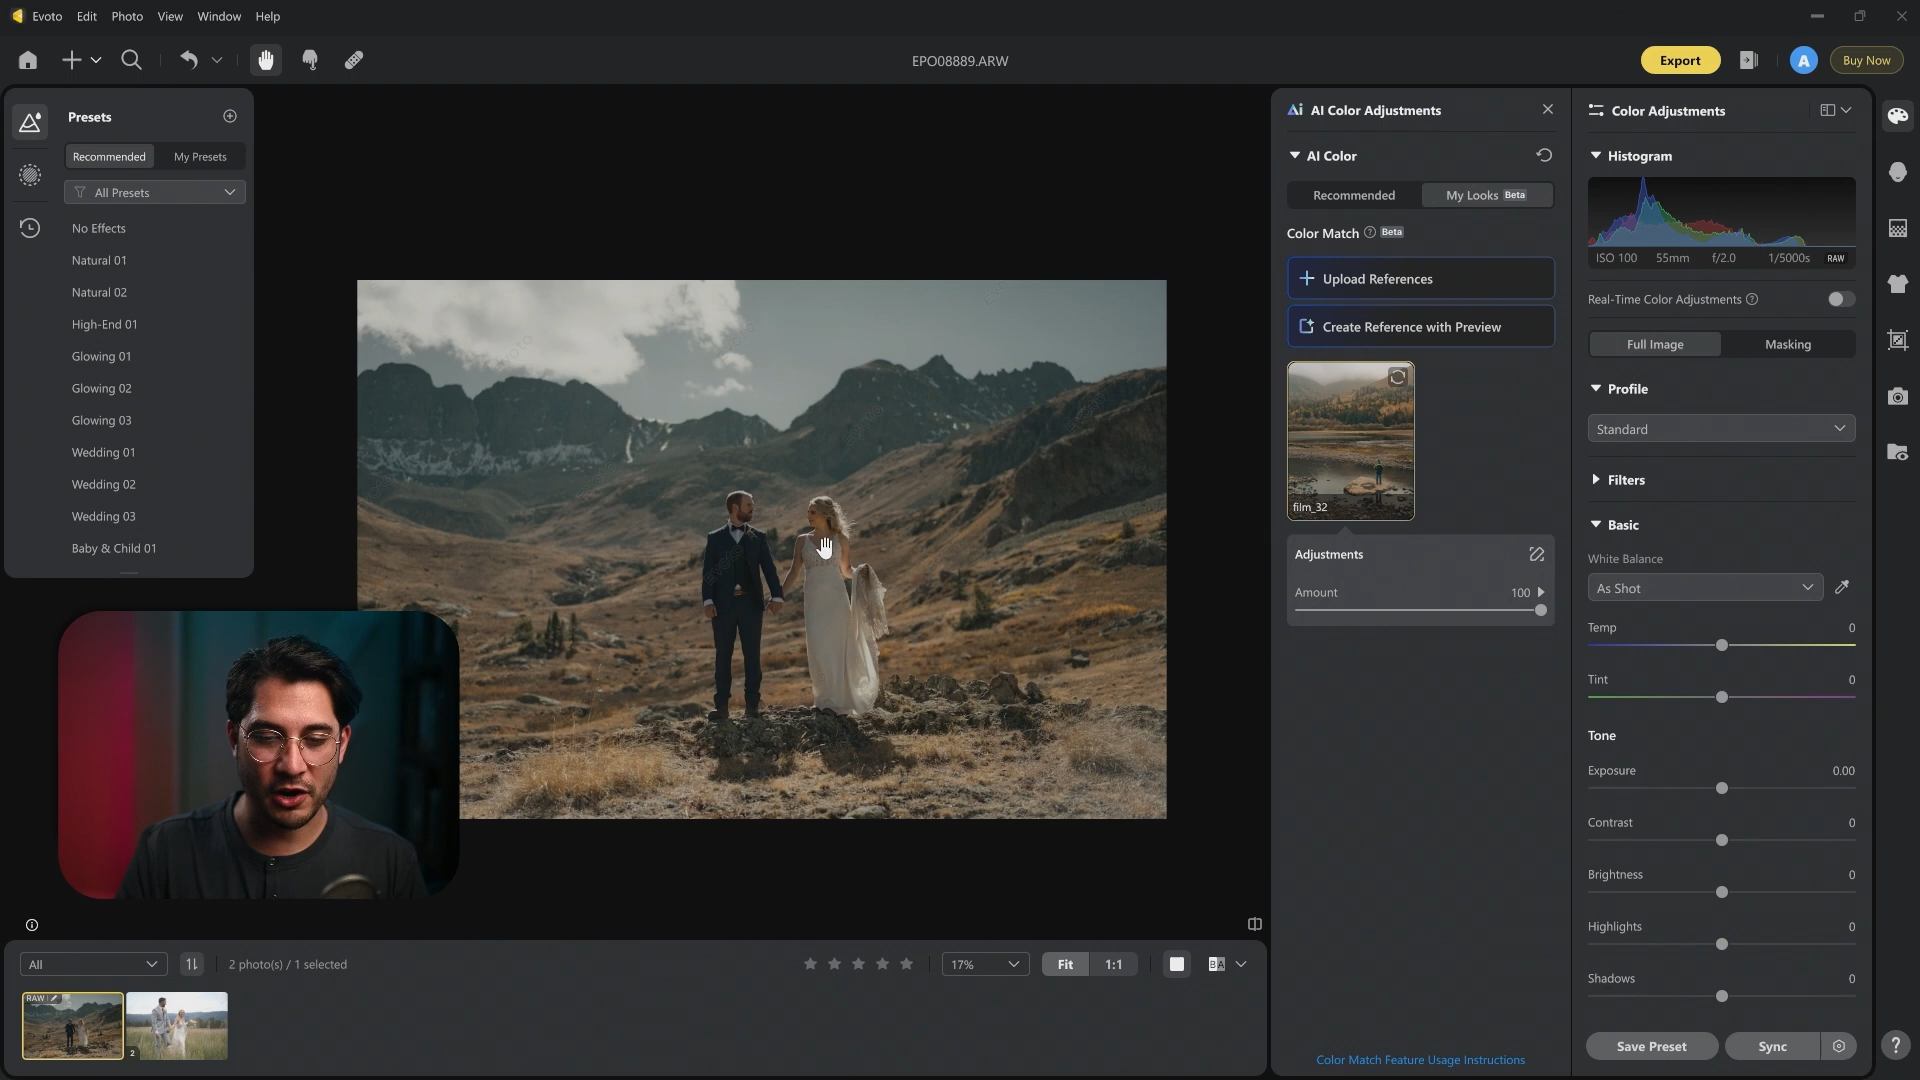 Evoto Edit Photo View Window Help
EPO08889.ARW
Export
A
Buy Now
Presets
Recommended My Presets
All Presets
No Effects
Natural 01
Natural 02
High-End 01
Glowing 01
Glowing 02
Glowing 03
Wedding 01
Wedding 02
Wedding 03
Baby & Child 01
All
2 photo(s) / 1 selected
17%
Fit 1:1
BA
RAW
2
Ai AI Color Adjustments
AI Color
Recommended My Looks Beta
Color Match ? Beta
Upload References
Create Reference with Preview
film_32
Adjustments
Amount 100
Color Match Feature Usage Instructions
Color Adjustments
Histogram
ISO 100 55mm f/2.0 1/5000s RAW
Real-Time Color Adjustments ?
Full Image Masking
Profile
Standard
Filters
Basic
White Balance
As Shot
Temp 0
Tint 0
Tone
Exposure 0.00
Contrast 0
Brightness 0
Highlights 0
Shadows 0
Save Preset Sync
?